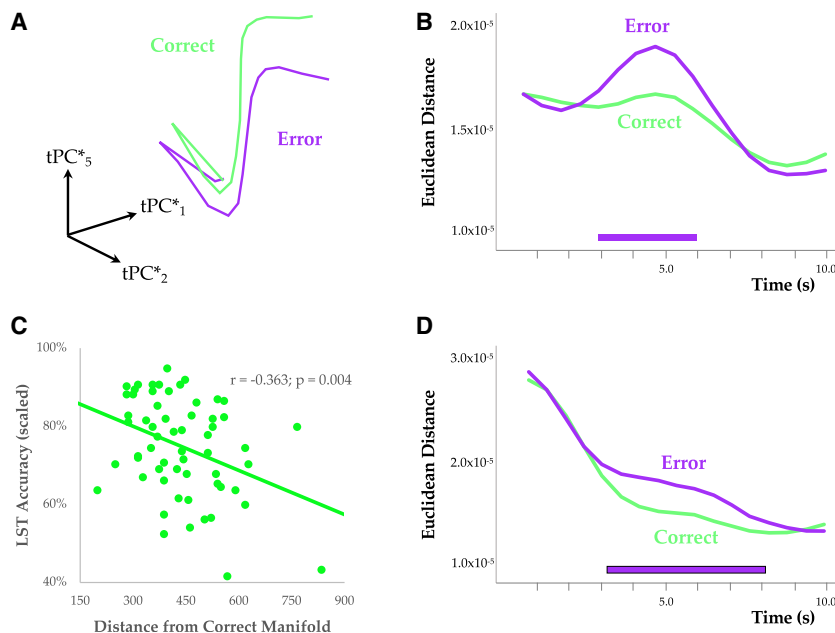 A
Correct
Error
tPC*5
tPC*1
tPC*2
B
2.0x10-5
Error
Euclidean Distance
1.5x10-5
Correct
1.0x10-5
5.0
10.0
Time (s)
C
100%
r = -0.363; p = 0.004
80%
LST Accuracy (scaled)
60%
40%
150 300 450 600 750 900
Distance from Correct Manifold
D
3.0x10-5
Euclidean Distance
2.0x10-5
Error
Correct
1.0x10-5
5.0
10.0
Time (s)